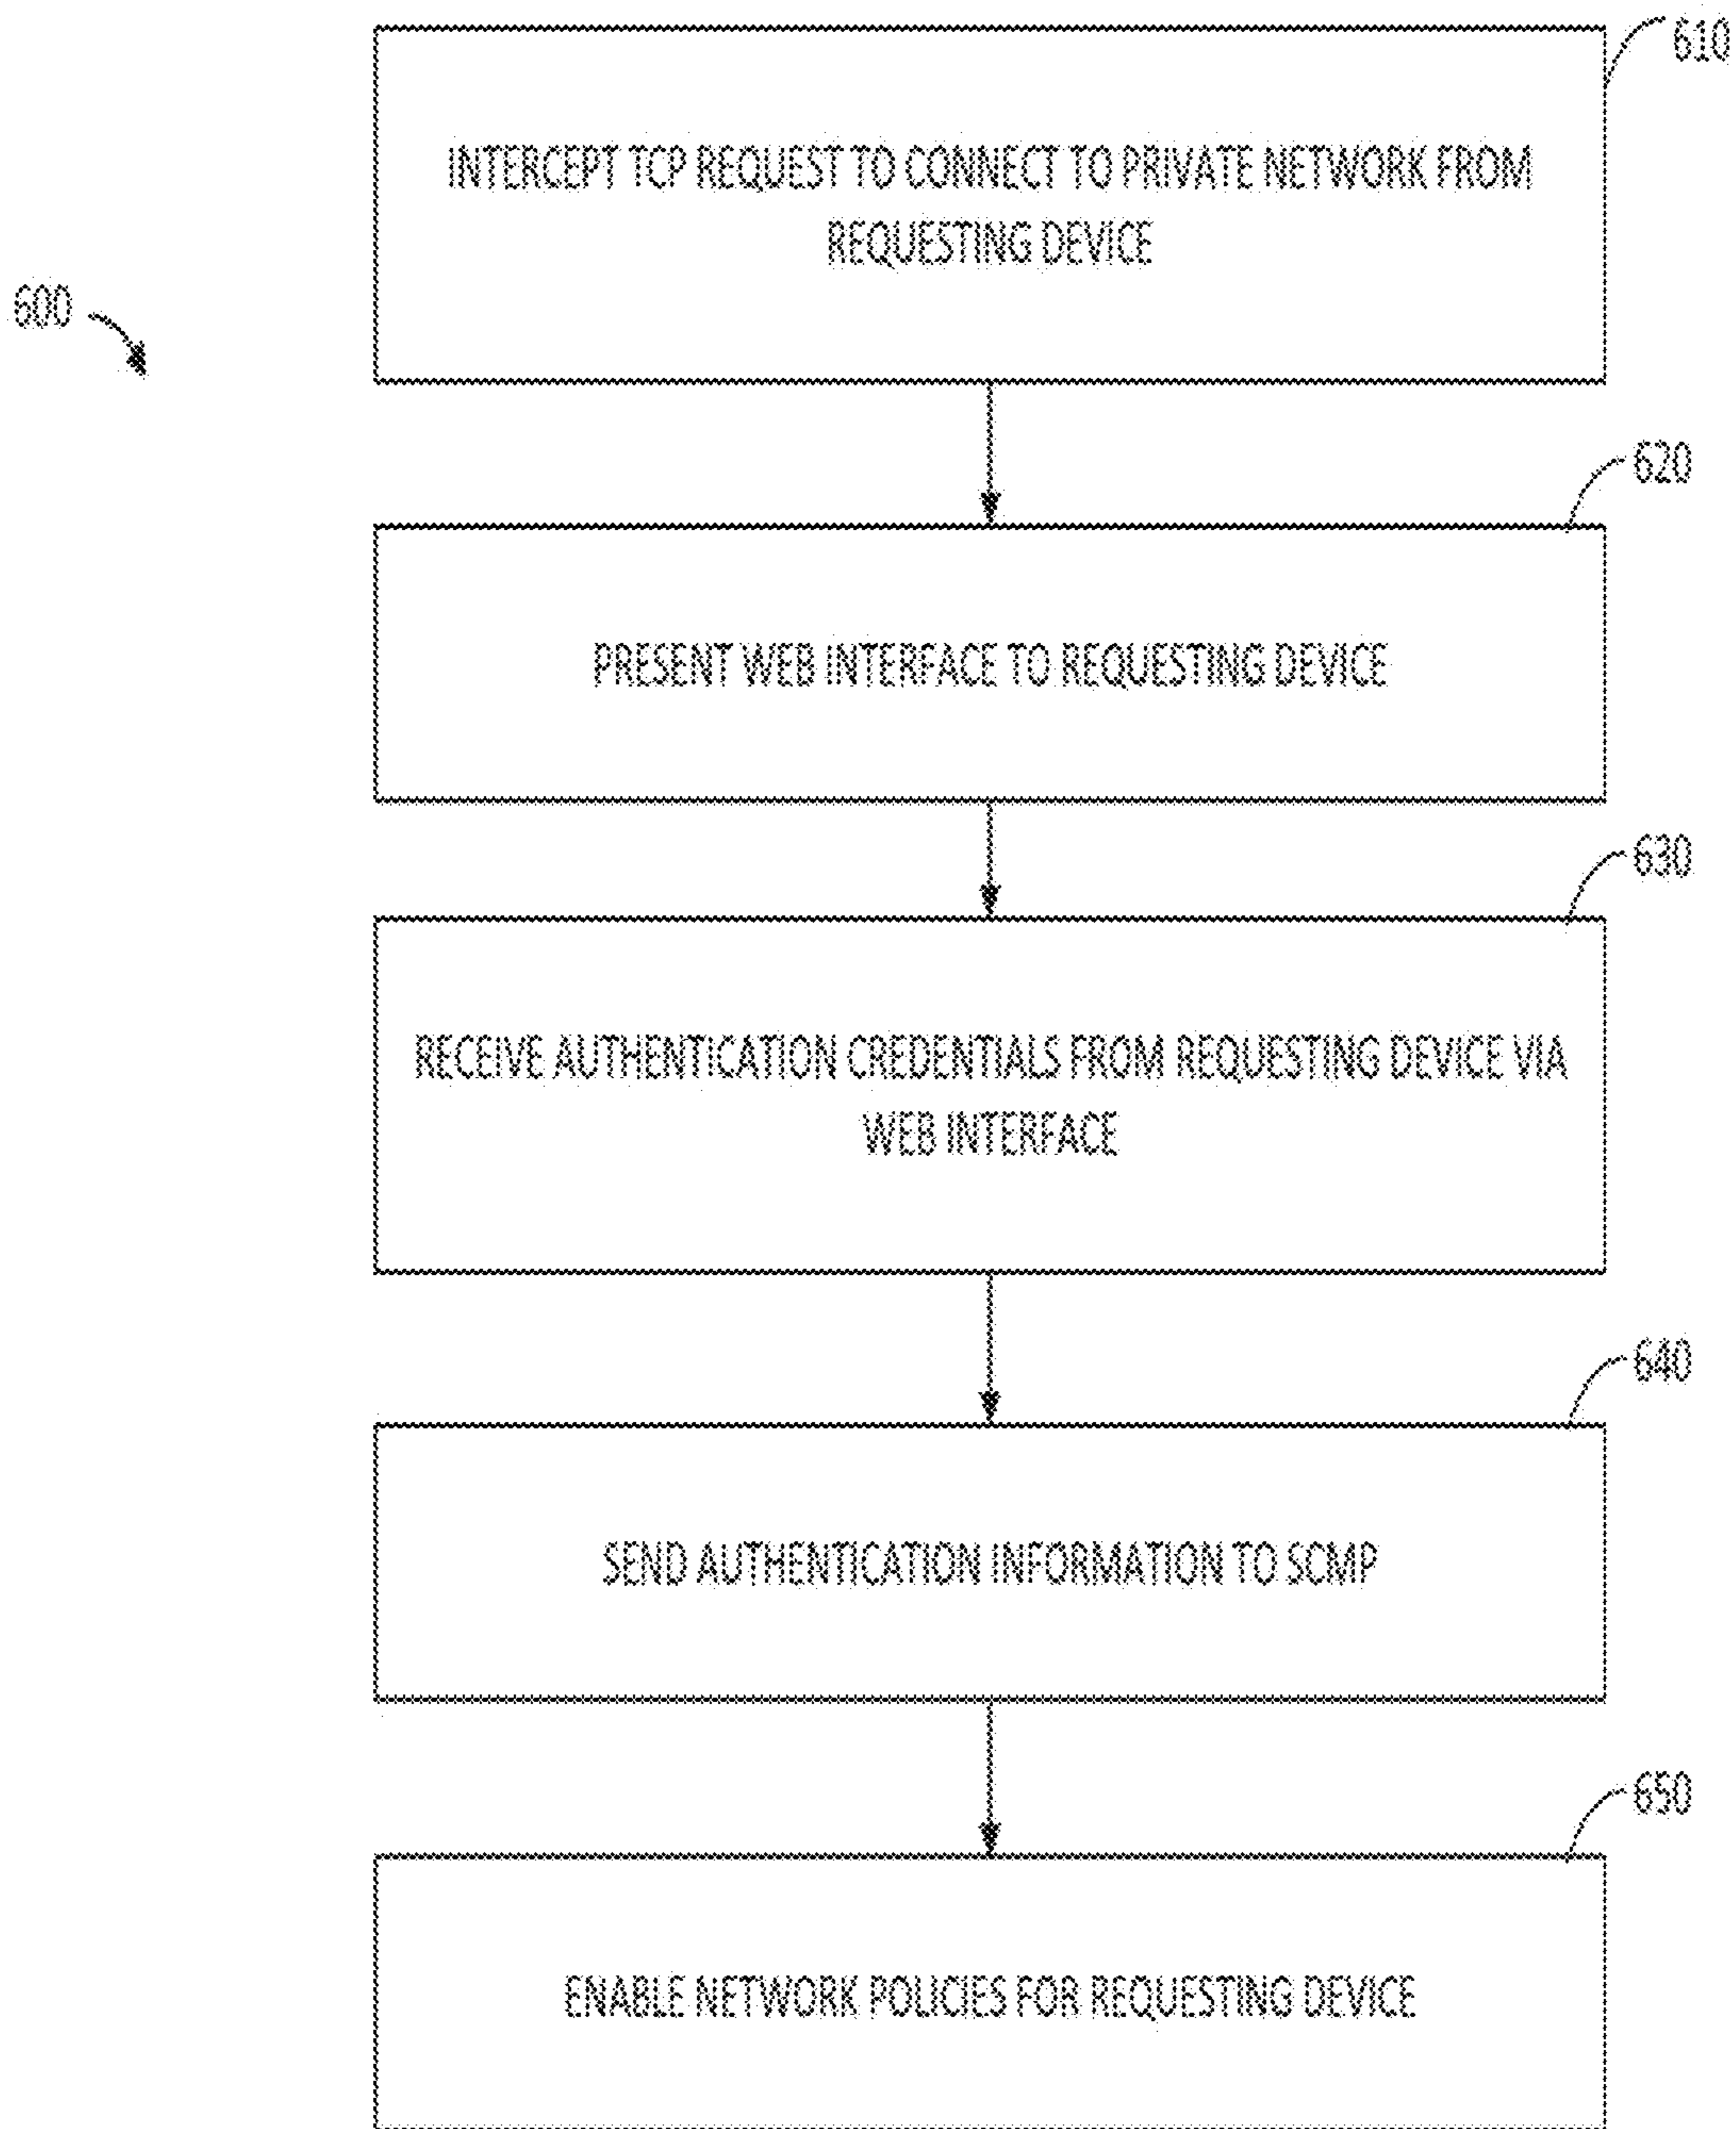 610
INTERCEPT TCP REQUEST TO CONNECT TO PRIVATE NETWORK FROM
REQUESTING DEVICE
600
620
PRESENT WEB INTERFACE TO REQUESTING DEVICE
630
RECEIVE AUTHENTICATION CREDENTIALS FROM REQUESTING DEVICE VIA
WEB INTERFACE
640
SEND AUTHENTICATION INFORMATION TO SCMP
650
ENABLE NETWORK POLICIES FOR REQUESTING DEVICE